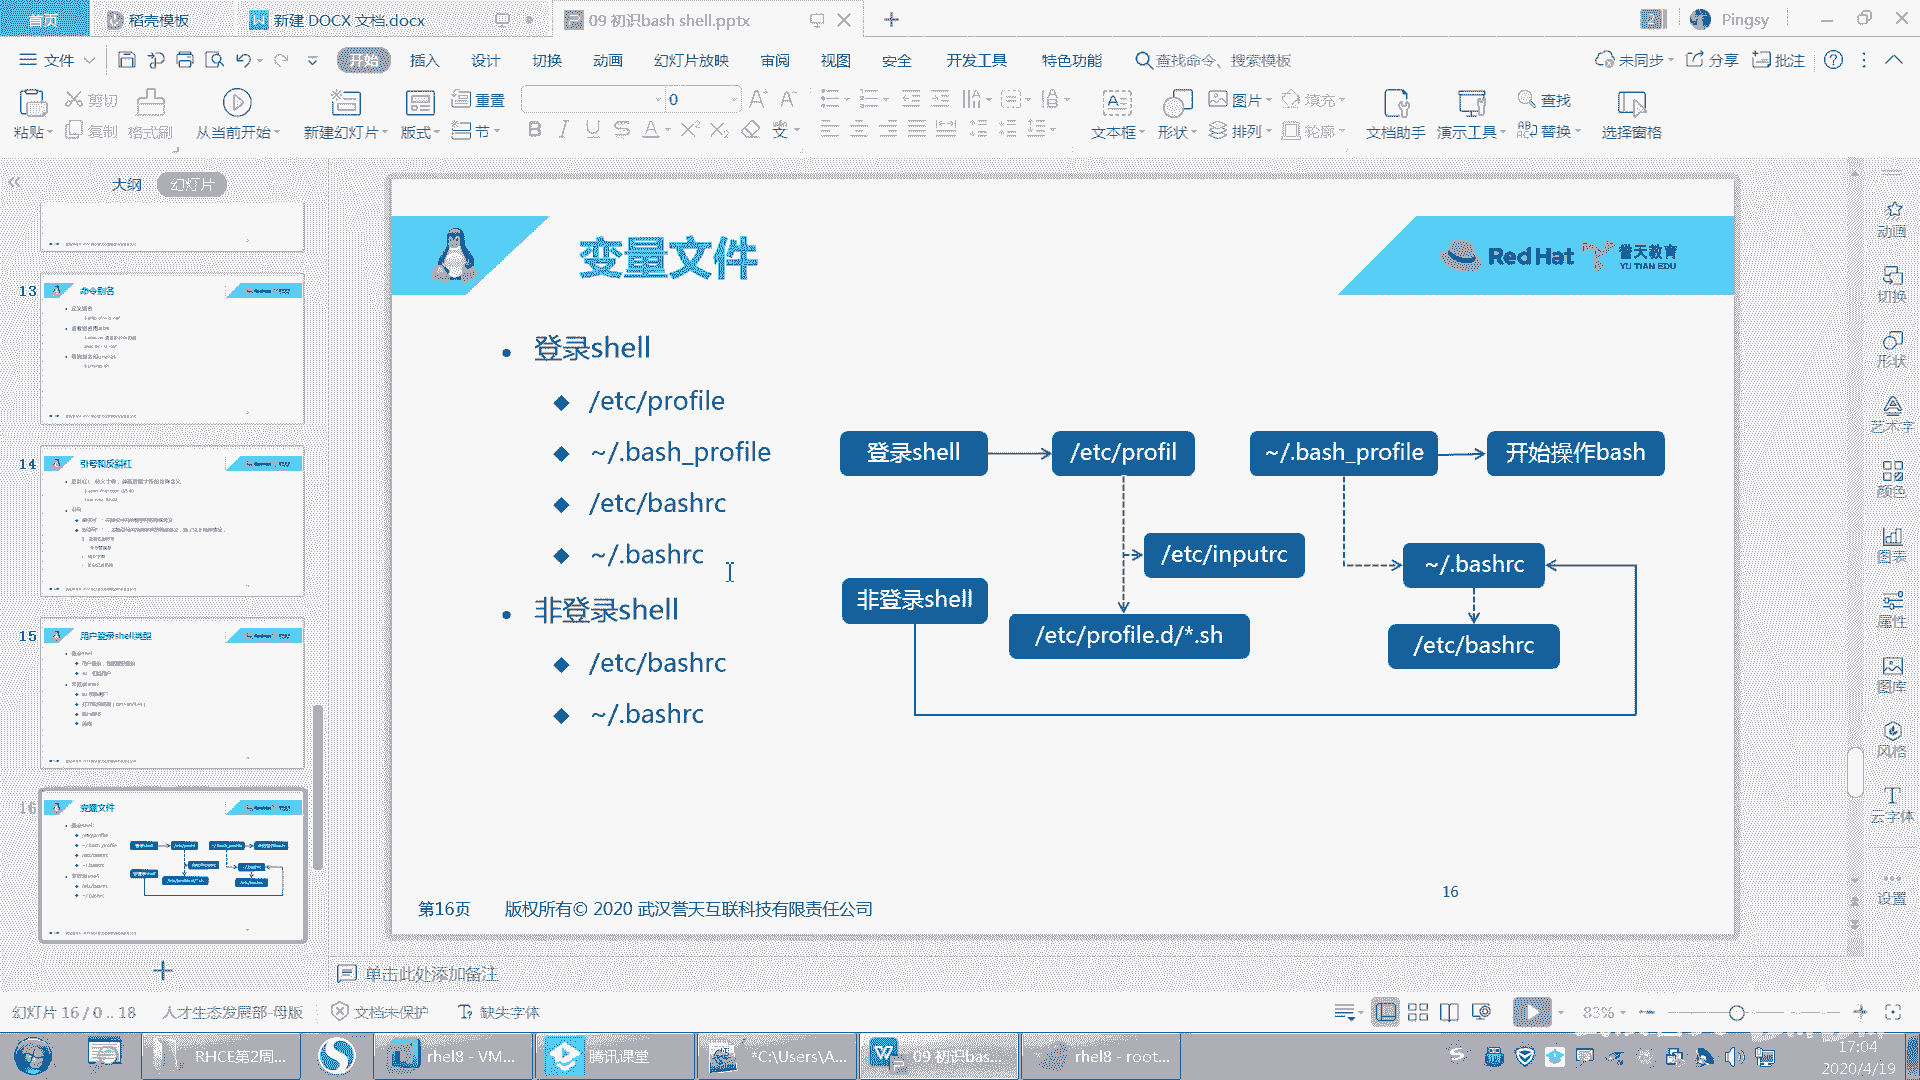 首页
稻壳模板
新建 DOCX 文档.docx
09 初识bash shell.pptx
Pingsy
文件
开始
插入
设计
切换
动画
幻灯片放映
审阅
视图
安全
开发工具
特色功能
查找命令、搜索模板
未同步
分享
批注
粘贴
剪切
复制
格式刷
从当前开始
新建幻灯片
版式
重置
节
0
文本框
形状
图片
排列
填充
轮廓
文档助手
演示工具
查找
替换
选择窗格
大纲
幻灯片
13
命令别名
14
引号和反斜杠
15
用户登录shell类型
16
变量文件
变量文件
Red Hat
誉天教育
YU TIAN EDU
登录shell
/etc/profile
~/.bash_profile
/etc/bashrc
~/.bashrc
非登录shell
/etc/bashrc
~/.bashrc
登录shell
/etc/profil
~/.bash_profile
开始操作bash
/etc/inputrc
~/.bashrc
非登录shell
/etc/profile.d/*.sh
/etc/bashrc
16
第16页
版权所有© 2020 武汉誉天互联科技有限责任公司
动画
切换
形状
艺术字
颜色
图表
属性
图库
风格
云字体
设置
单击此处添加备注
幻灯片 16 / 0 .. 18
人才生态发展部-母版
文档未保护
缺失字体
83%
RHCE第2周...
rhel8 - VM...
腾讯课堂
*C:\Users\A...
09 初识bas...
rhel8 - root...
17:04
2020/4/19